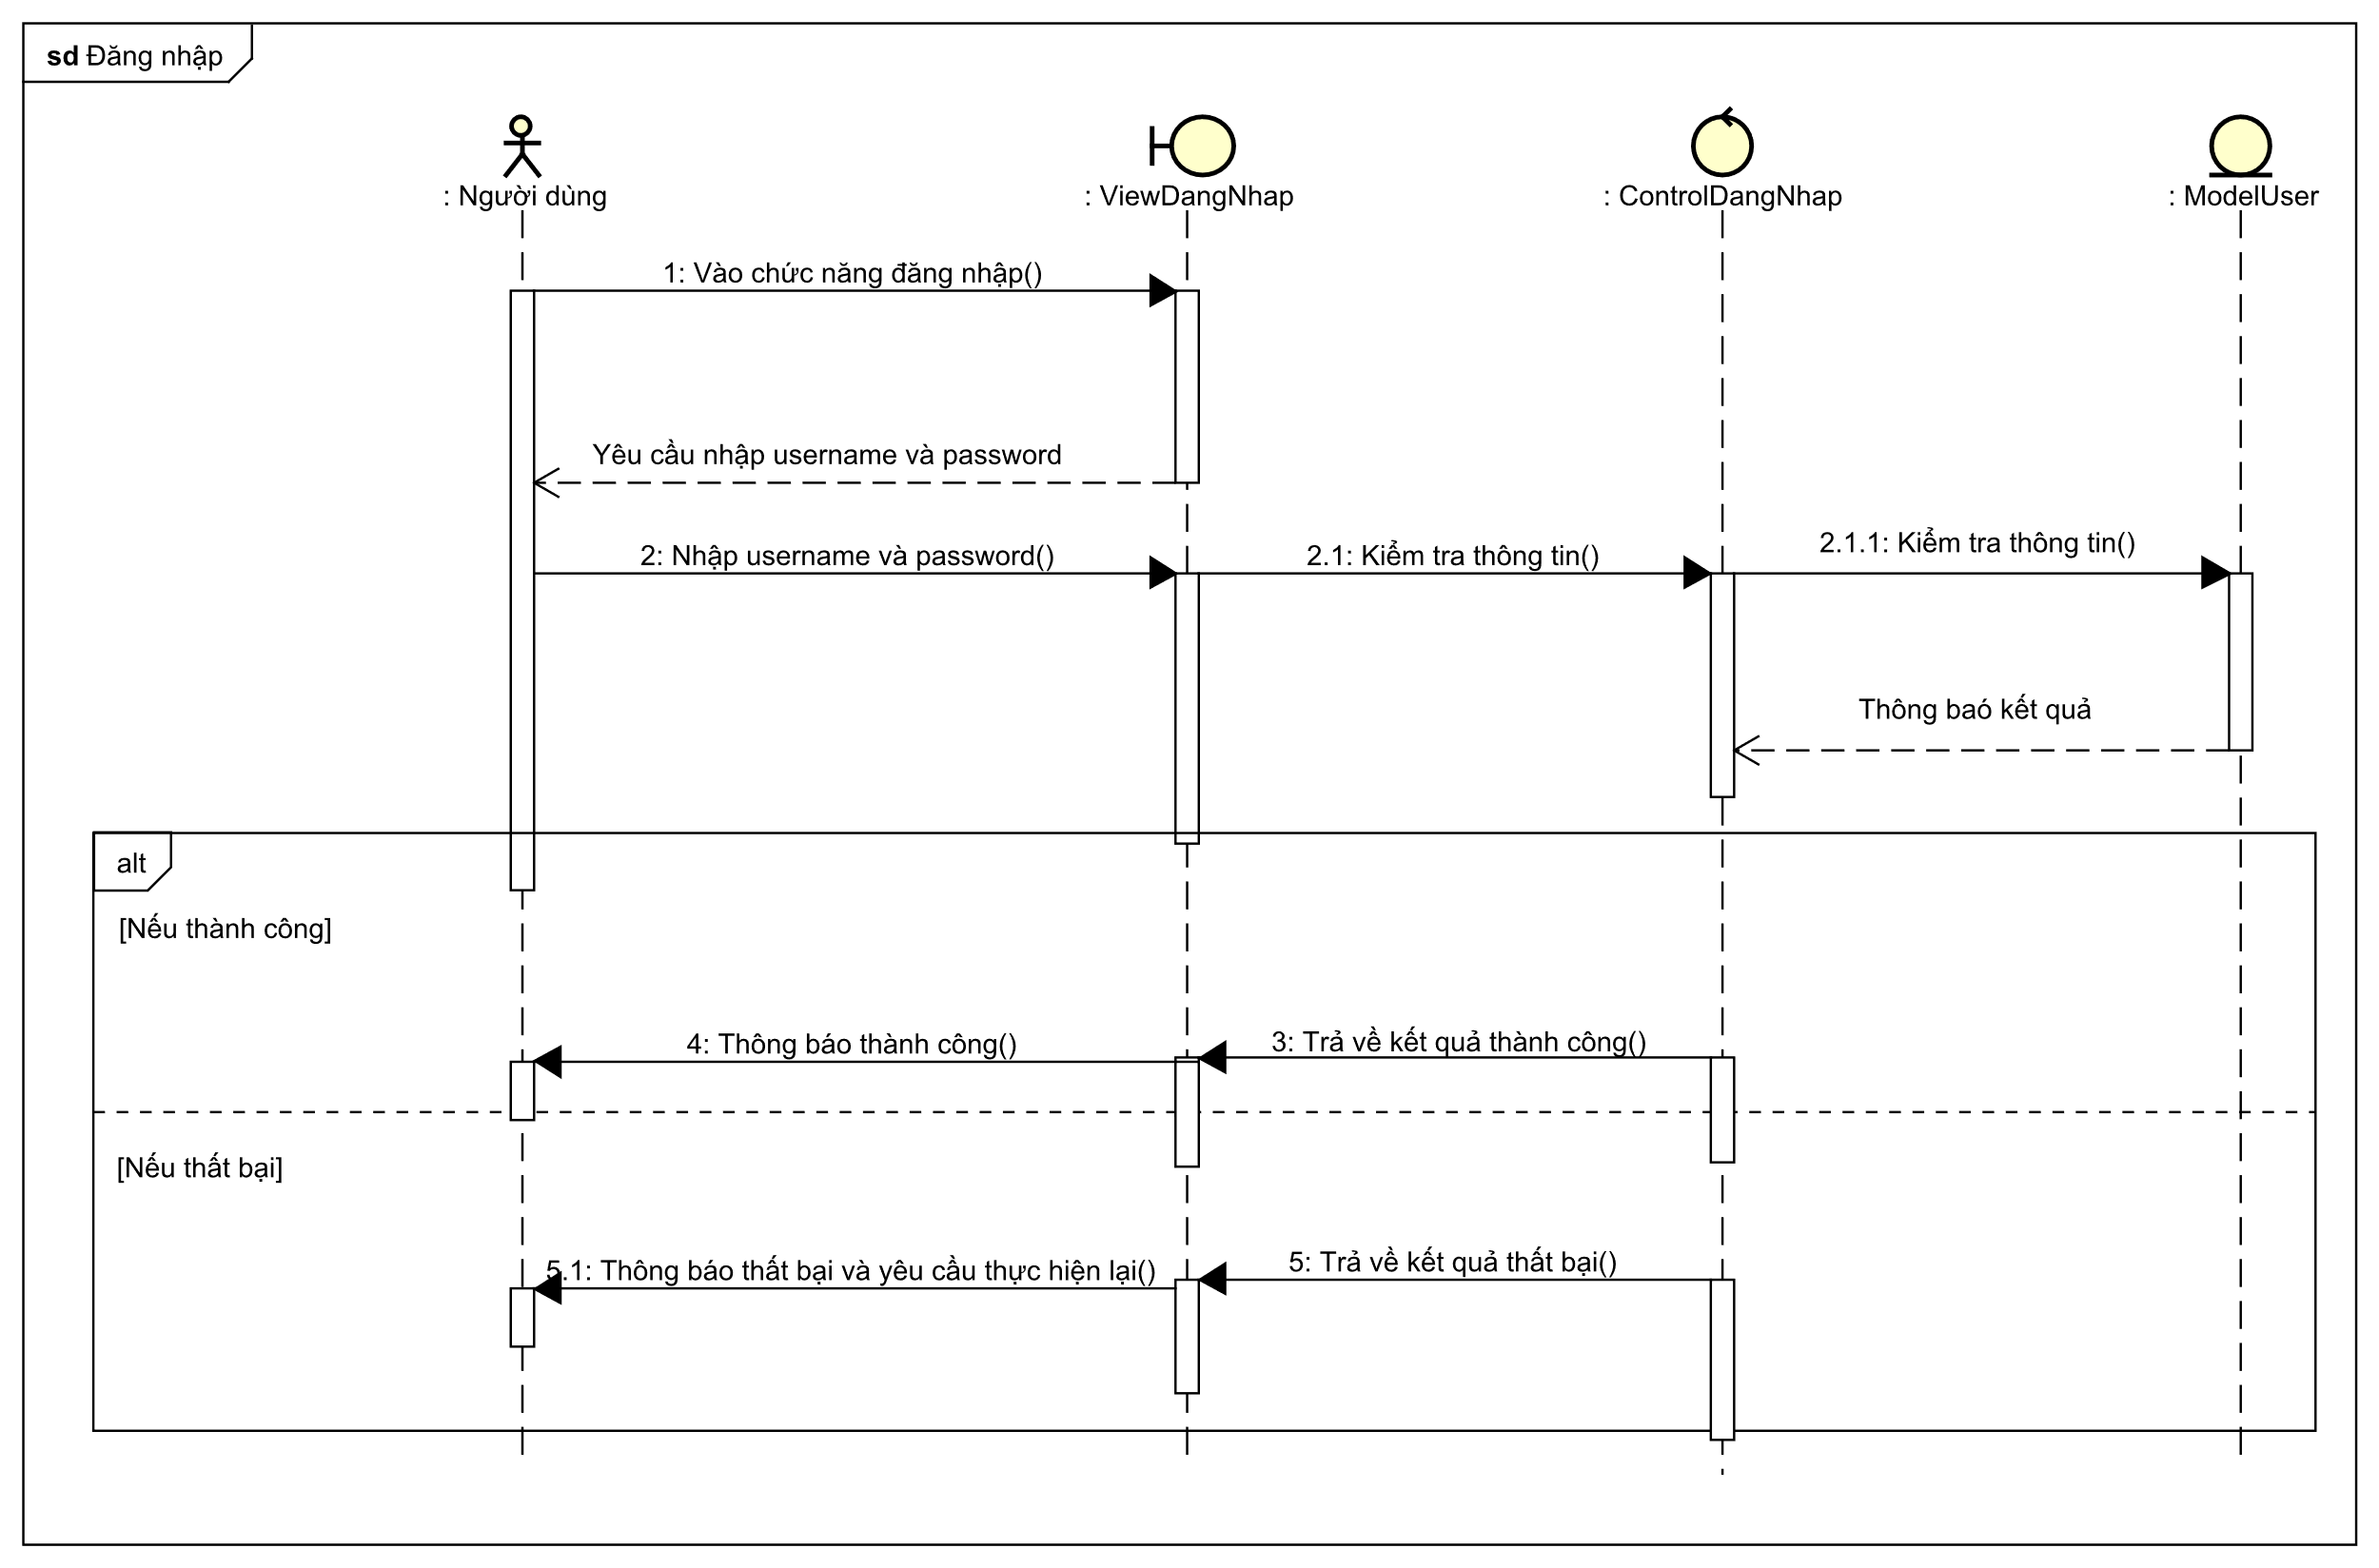 sd Đăng nhập
: Người dùng
: ViewDangNhap
: ControlDangNhap
: ModelUser
1: Vào chức năng đăng nhập()
Yêu cầu nhập username và password
2: Nhập username và password()
2.1: Kiểm tra thông tin()
2.1.1: Kiểm tra thông tin()
Thông baó kết quả
alt
[Nếu thành công]
4: Thông báo thành công()
3: Trả về kết quả thành công()
[Nếu thất bại]
5.1: Thông báo thất bại và yêu cầu thực hiện lại()
5: Trả về kết quả thất bại()